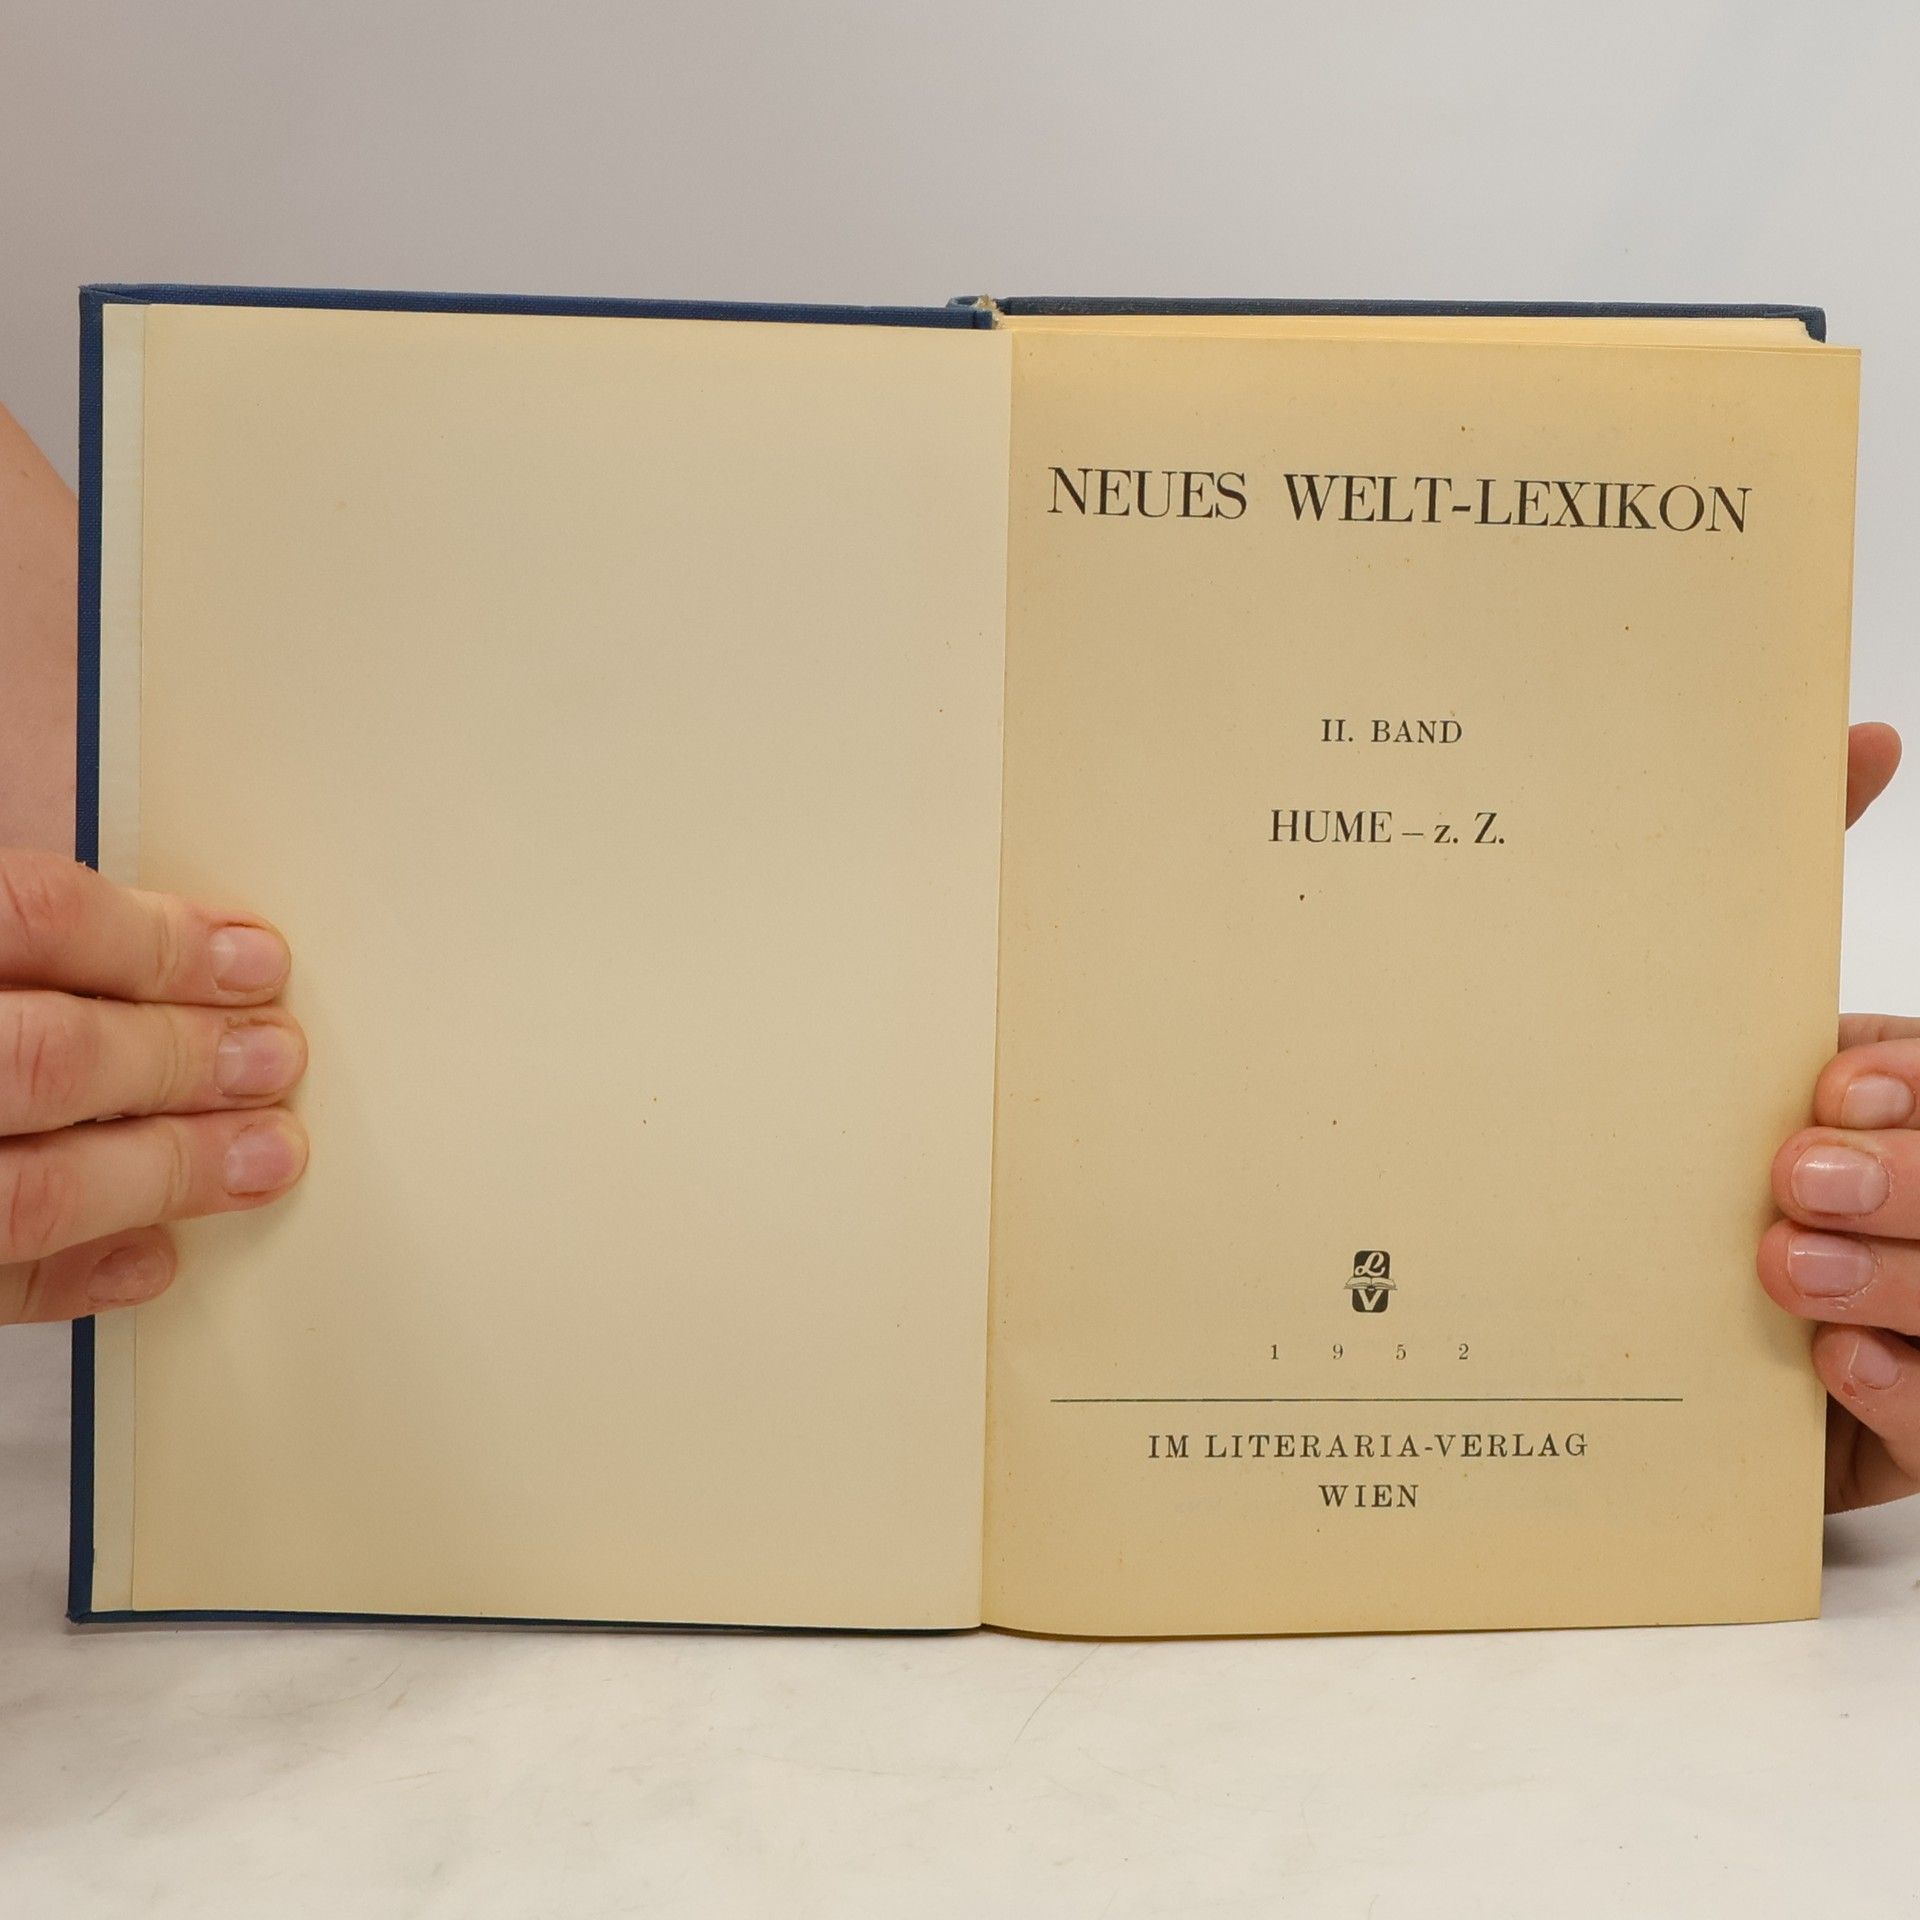 NEUES WELT-LEXIKON
II. BAND
HUME – z. Z.
L
V
1 9 5 2
IM LITERARIA-VERLAG
WIEN